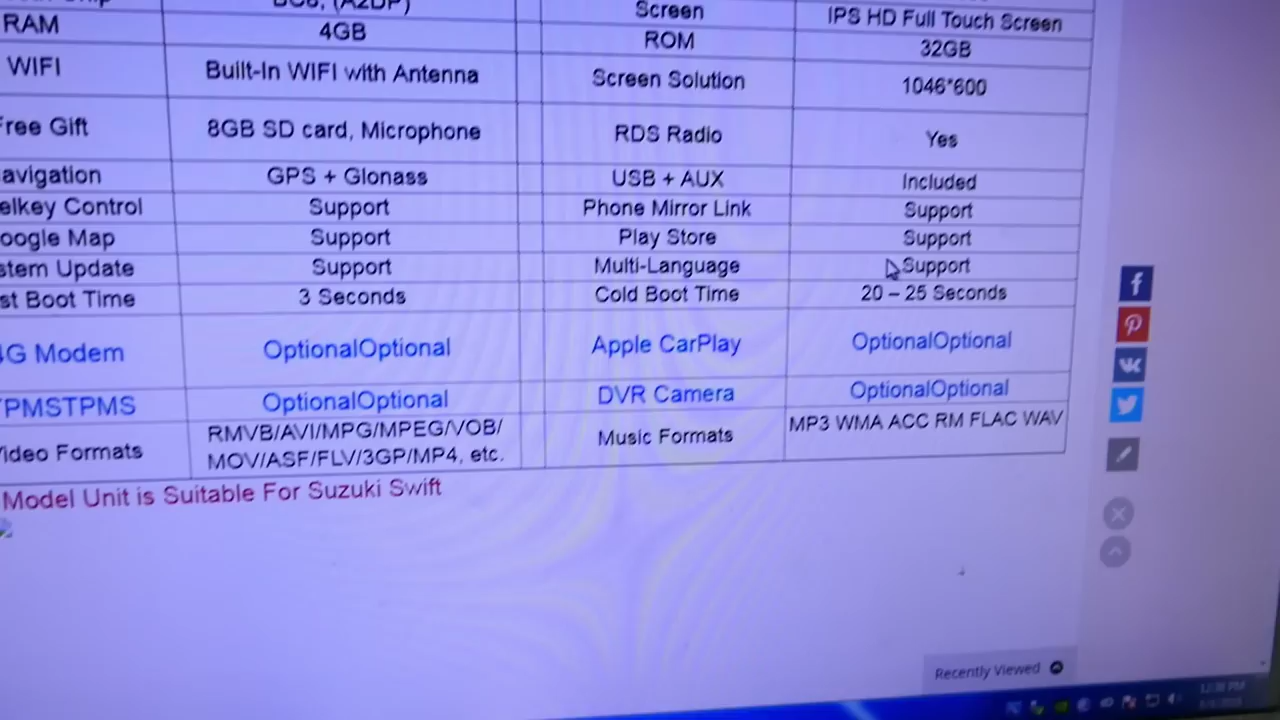 (A2DP) Screen IPS HD Full Touch Screen
RAM 4GB ROM 32GB
WIFI Built-In WIFI with Antenna Screen Solution 1046*600
Free Gift 8GB SD card, Microphone RDS Radio Yes
avigation GPS + Glonass USB + AUX Included
elkey Control Support Phone Mirror Link Support
oogle Map Support Play Store Support
stem Update Support Multi-Language Support
st Boot Time 3 Seconds Cold Boot Time 20 – 25 Seconds
4G Modem OptionalOptional Apple CarPlay OptionalOptional
TPMSTPMS OptionalOptional DVR Camera OptionalOptional
Video Formats RMVB/AVI/MPG/MPEG/VOB/ Music Formats MP3 WMA ACC RM FLAC WAV
MOV/ASF/FLV/3GP/MP4, etc.
Model Unit is Suitable For Suzuki Swift
Recently Viewed
12:38 PM